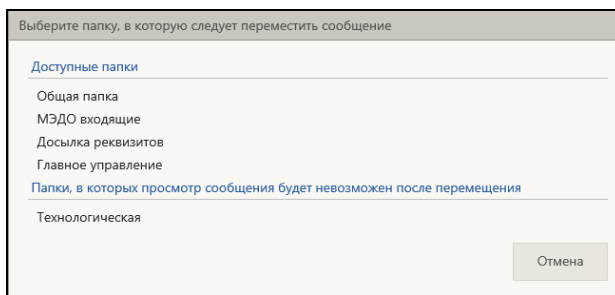 Выберите папку, в которую следует переместить сообщение
Доступные папки
Общая папка
МЭДО входящие
Досылка реквизитов
Главное управление
Папки, в которых просмотр сообщения будет невозможен после перемещения
Технологическая
Отмена